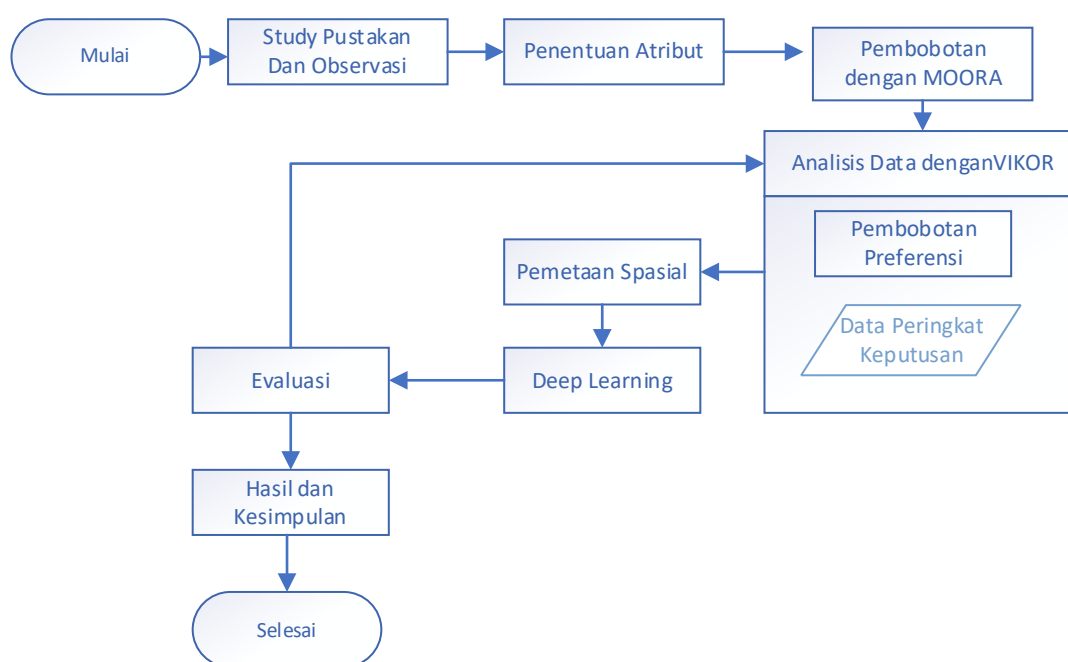 Mulai
Study Pustakan
Dan Observasi
Penentuan Atribut
Pembobotan
dengan MOORA
Analisis Data denganVIKOR
Pembobotan
Preferensi
Pemetaan Spasial
Data Peringkat
Keputusan
Evaluasi
Deep Learning
Hasil dan
Kesimpulan
Selesai